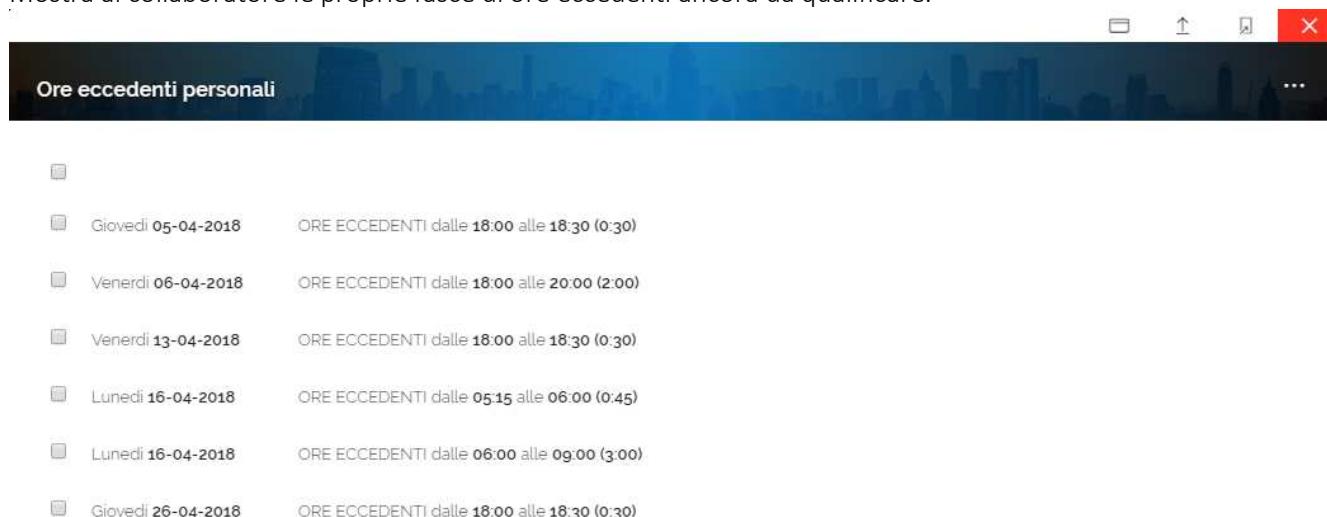 Mostra al collaboratore le proprie fasce di ore eccedenti ancora da qualificare.
Ore eccedenti personali
Giovedì 05-04-2018 ORE ECCEDENTI dalle 18:00 alle 18:30 (0:30)
Venerdì 06-04-2018 ORE ECCEDENTI dalle 18:00 alle 20:00 (2:00)
Venerdì 13-04-2018 ORE ECCEDENTI dalle 18:00 alle 18:30 (0:30)
Lunedì 16-04-2018 ORE ECCEDENTI dalle 05:15 alle 06:00 (0:45)
Lunedì 16-04-2018 ORE ECCEDENTI dalle 06:00 alle 09:00 (3:00)
Giovedì 26-04-2018 ORE ECCEDENTI dalle 18:00 alle 18:30 (0:30)